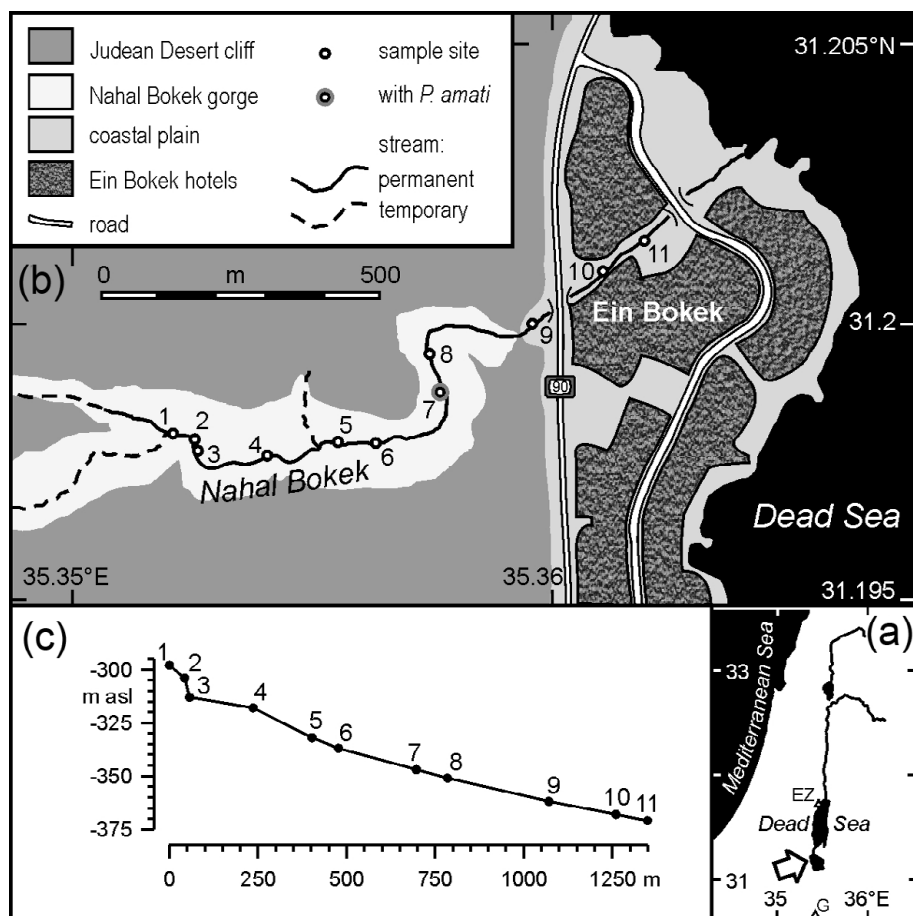 Judean Desert cliff
Nahal Bokek gorge
coastal plain
Ein Bokek hotels
road
sample site
with P. amati
stream:
permanent
temporary
31.205°N
(b)
0 m 500
11
10
Ein Bokek
9
31.2
8
90
7
1 2 3 4 5 6
Nahal Bokek
Dead Sea
35.35°E
35.36
31.195
(c)
1
2
-300
m asl
3
4
-325
5
6
-350
7
8
9
10
11
-375
0 250 500 750 1000 1250 m
(a)
Mediterranean Sea
33
EZ
Dead Sea
31
35
36°E
G